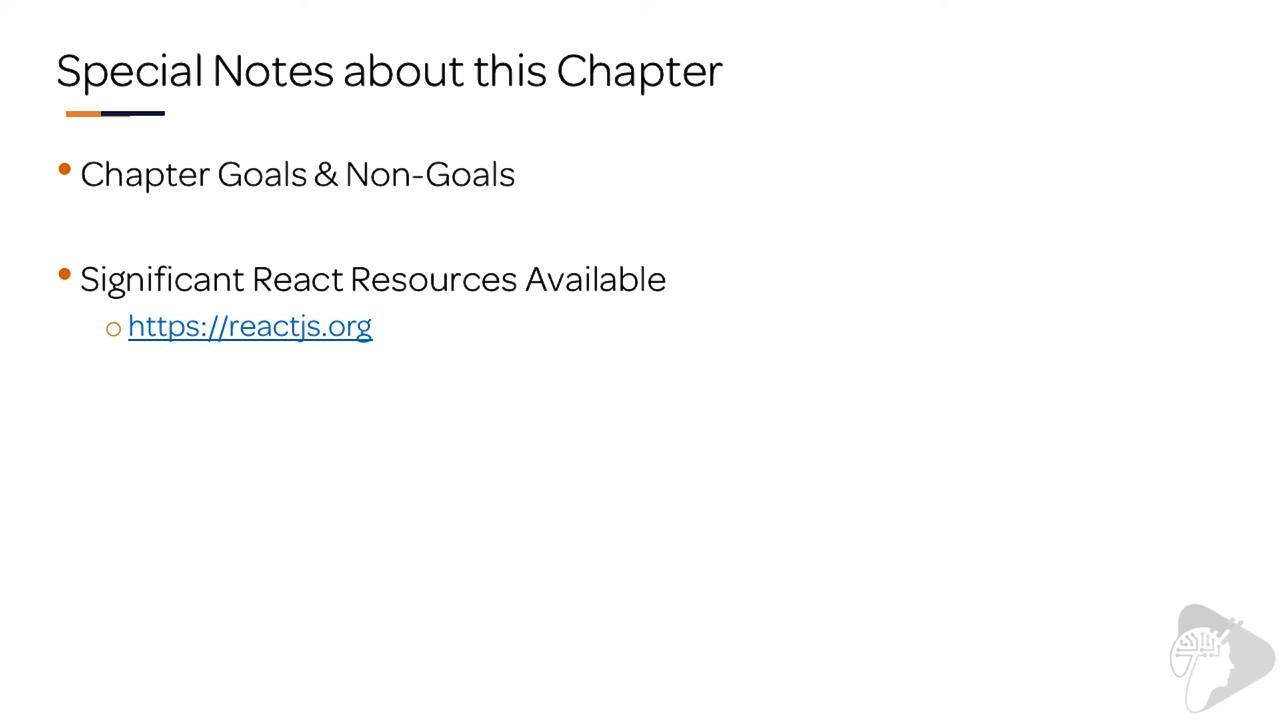 Special Notes about this Chapter
• Chapter Goals & Non-Goals
• Significant React Resources Available
○ https://reactjs.org